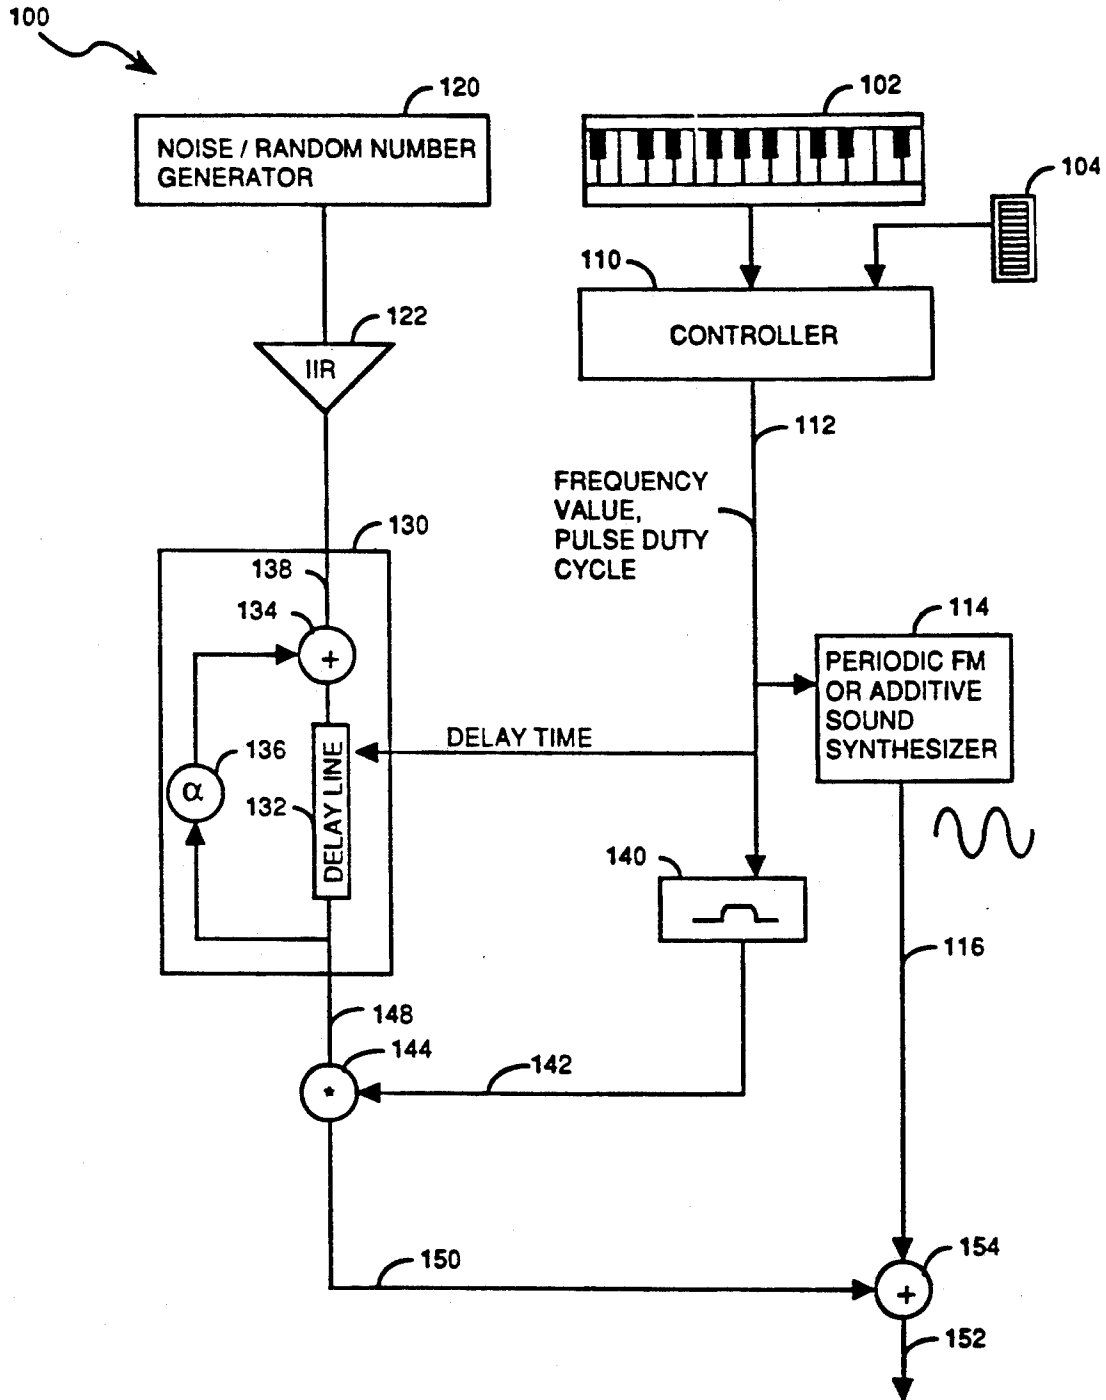 100
120
NOISE / RANDOM NUMBER
GENERATOR
102
104
110
CONTROLLER
122
IIR
112
FREQUENCY
VALUE,
PULSE DUTY
CYCLE
130
138
134
+
114
PERIODIC FM
OR ADDITIVE
SOUND
SYNTHESIZER
DELAY TIME
136
α
132
DELAY LINE
140
116
148
144
*
142
150
154
+
152